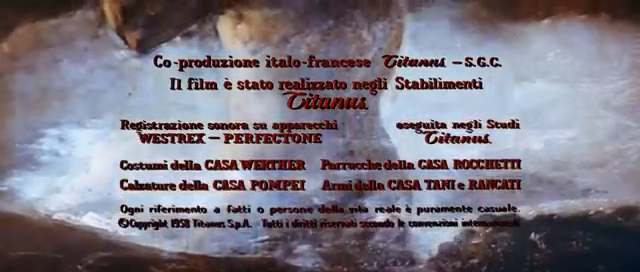 Co-produzione italo-francese Titanus – S.G.C.
Il film è stato realizzato negli Stabilimenti
Titanus.
Registrazione sonora su apparecchi
WESTREX – PERFECTONE
eseguita negli Studi
Titanus.
Costumi della CASA WERTHER
Parrucche della CASA ROCCHETTI
Calzature della CASA POMPEI
Armi della CASA TANI e RANCATI
Ogni riferimento a fatti o persone della vita reale è puramente casuale.
© Copyright 1958 Titanus S.p.A. Tutti i diritti riservati secondo le convenzioni internazionali